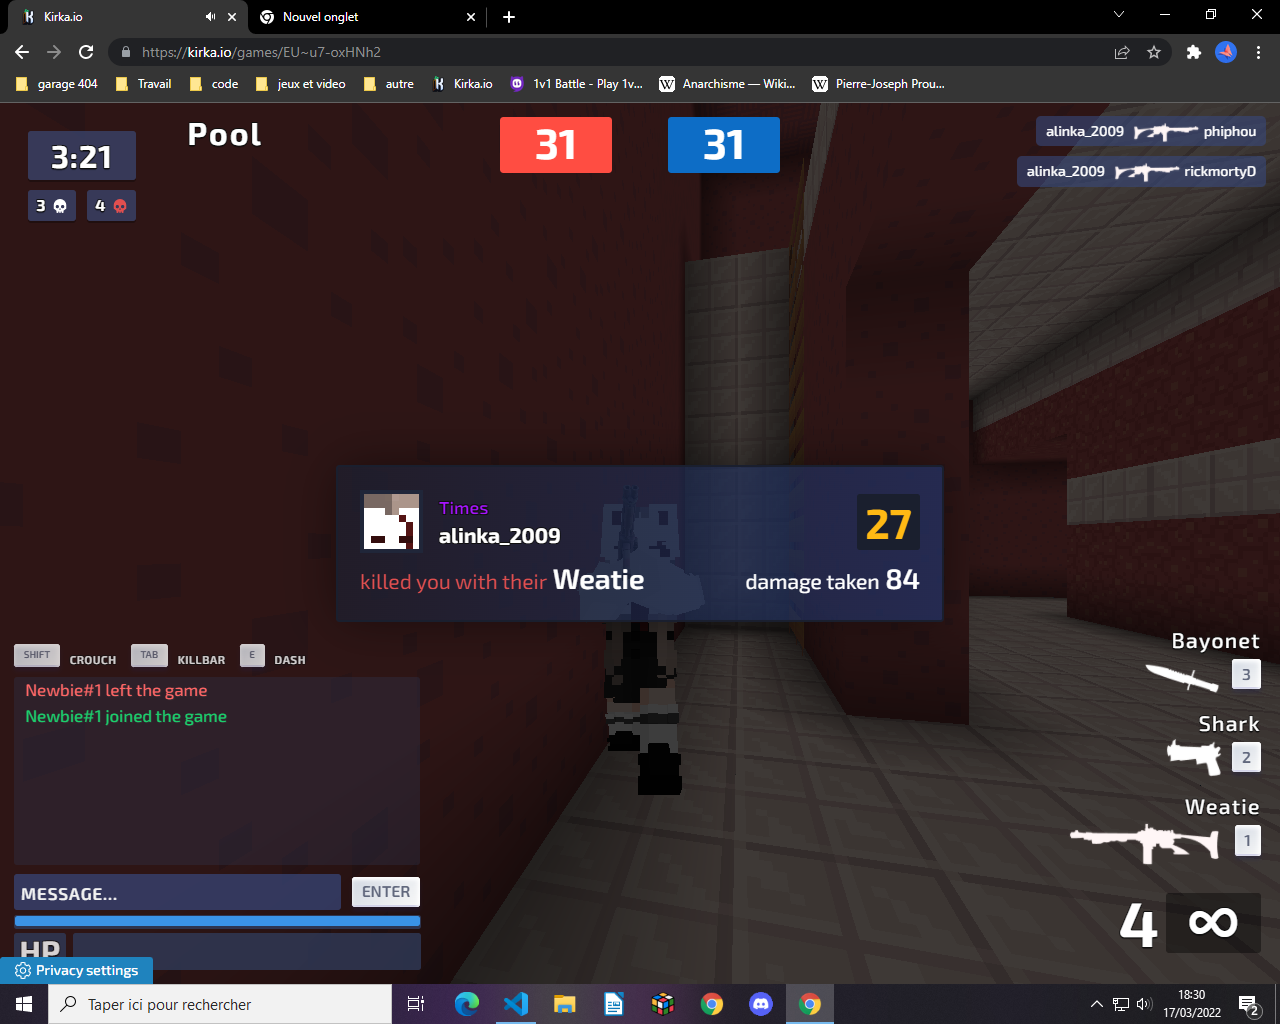 Kirka.io
Nouvel onglet
https://kirka.io/games/EU~u7-oxHNh2
garage 404
Travail
code
jeux et video
autre
Kirka.io
1v1 Battle - Play 1v...
Anarchisme — Wiki...
Pierre-Joseph Prou...
3:21
Pool
31
31
alinka_2009 phiphou
alinka_2009 rickmortyD
3
4
Times
alinka_2009
27
killed you with their Weatie
damage taken 84
SHIFT CROUCH TAB KILLBAR E DASH
Newbie#1 left the game
Newbie#1 joined the game
Bayonet
3
Shark
2
Weatie
1
MESSAGE...
ENTER
4 ∞
HP
Privacy settings
Taper ici pour rechercher
18:30
17/03/2022
2